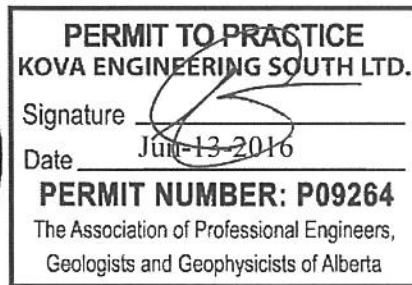 PERMIT TO PRACTICE
KOVA ENGINEERING SOUTH LTD.
Signature
Date Jun-13-2016
PERMIT NUMBER: P09264
The Association of Professional Engineers,
Geologists and Geophysicists of Alberta